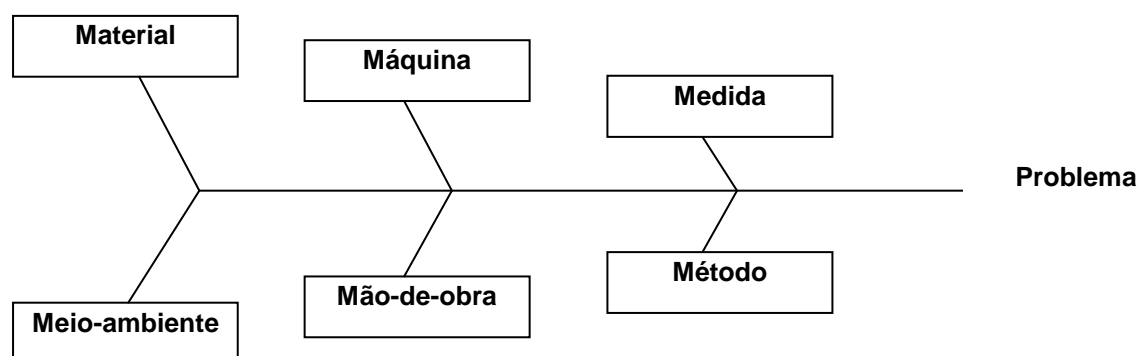 Material
Máquina
Medida
Problema
Meio-ambiente
Mão-de-obra
Método